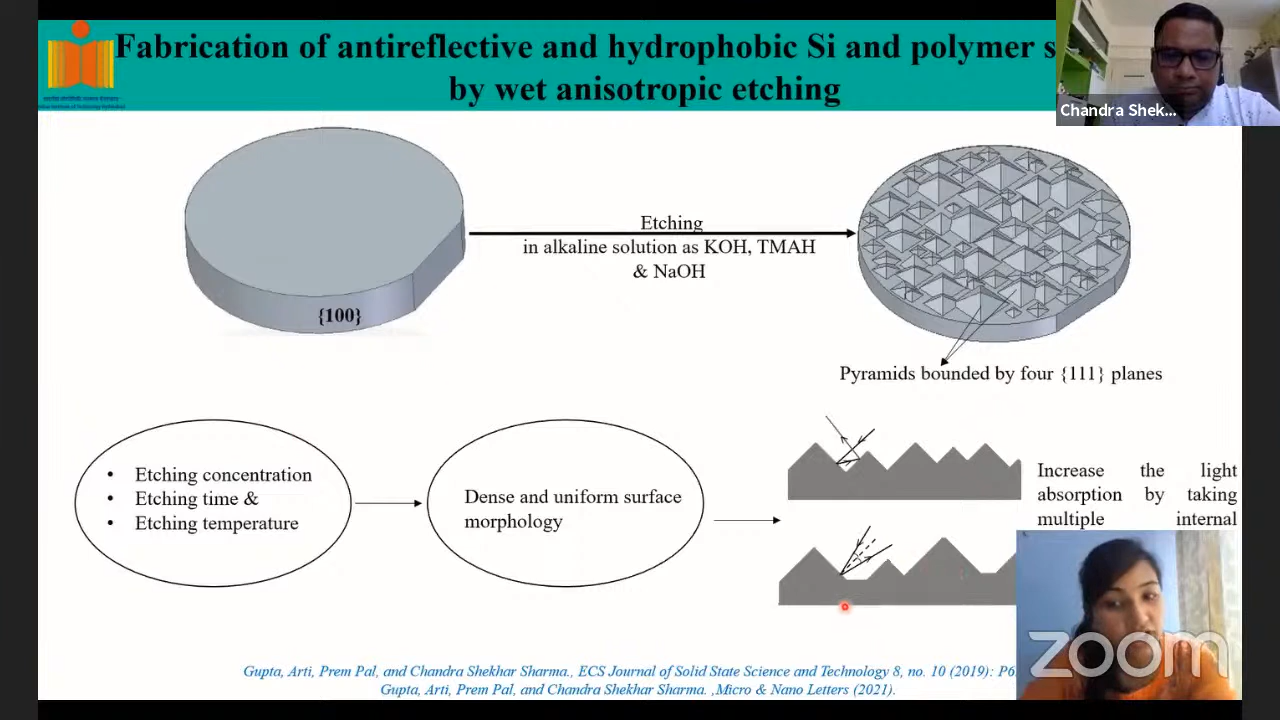 Fabrication of antireflective and hydrophobic Si and polymer
by wet anisotropic etching
Chandra Shek...
{100}
Etching
in alkaline solution as KOH, TMAH
& NaOH
Pyramids bounded by four {111} planes
• Etching concentration
• Etching time &
• Etching temperature
Dense and uniform surface
morphology
Increase the light
absorption by taking
multiple internal
zoom
Gupta, Arti, Prem Pal, and Chandra Shekhar Sharma., ECS Journal of Solid State Science and Technology 8, no. 10 (2019):
Gupta, Arti, Prem Pal, and Chandra Shekhar Sharma. ,Micro & Nano Letters (2021).